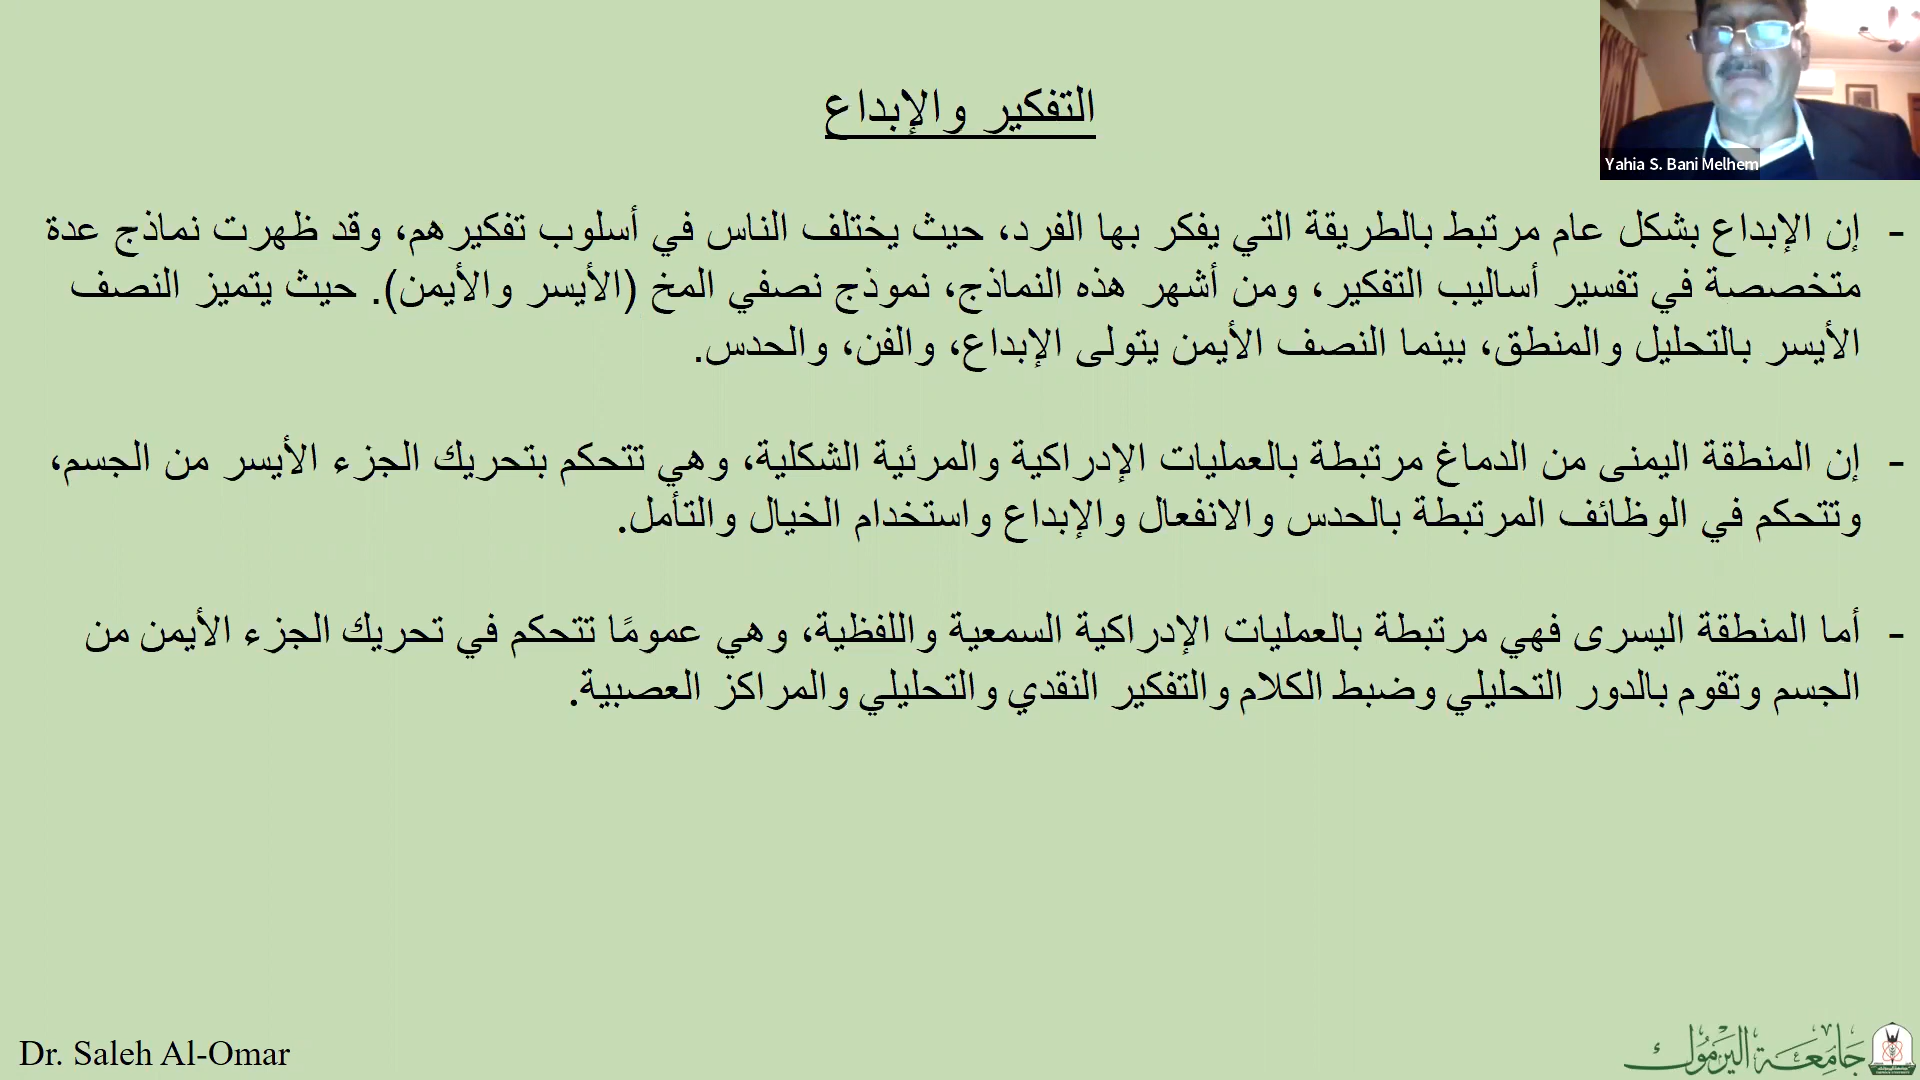 التفكير والإبداع
Yahia S. Bani Melhem
- إن الإبداع بشكل عام مرتبط بالطريقة التي يفكر بها الفرد، حيث يختلف الناس في أسلوب تفكيرهم، وقد ظهرت نماذج عدة
متخصصة في تفسير أساليب التفكير، ومن أشهر هذه النماذج، نموذج نصفي المخ (الأيسر والأيمن). حيث يتميز النصف
الأيسر بالتحليل والمنطق، بينما النصف الأيمن يتولى الإبداع، والفن، والحدس.
- إن المنطقة اليمنى من الدماغ مرتبطة بالعمليات الإدراكية والمرئية الشكلية، وهي تتحكم بتحريك الجزء الأيسر من الجسم،
وتتحكم في الوظائف المرتبطة بالحدس والانفعال والإبداع واستخدام الخيال والتأمل.
- أما المنطقة اليسرى فهي مرتبطة بالعمليات الإدراكية السمعية واللفظية، وهي عمومًا تتحكم في تحريك الجزء الأيمن من
الجسم وتقوم بالدور التحليلي وضبط الكلام والتفكير النقدي والتحليلي والمراكز العصبية.
Dr. Saleh Al-Omar
جَامِعَة اليَرْمُوك